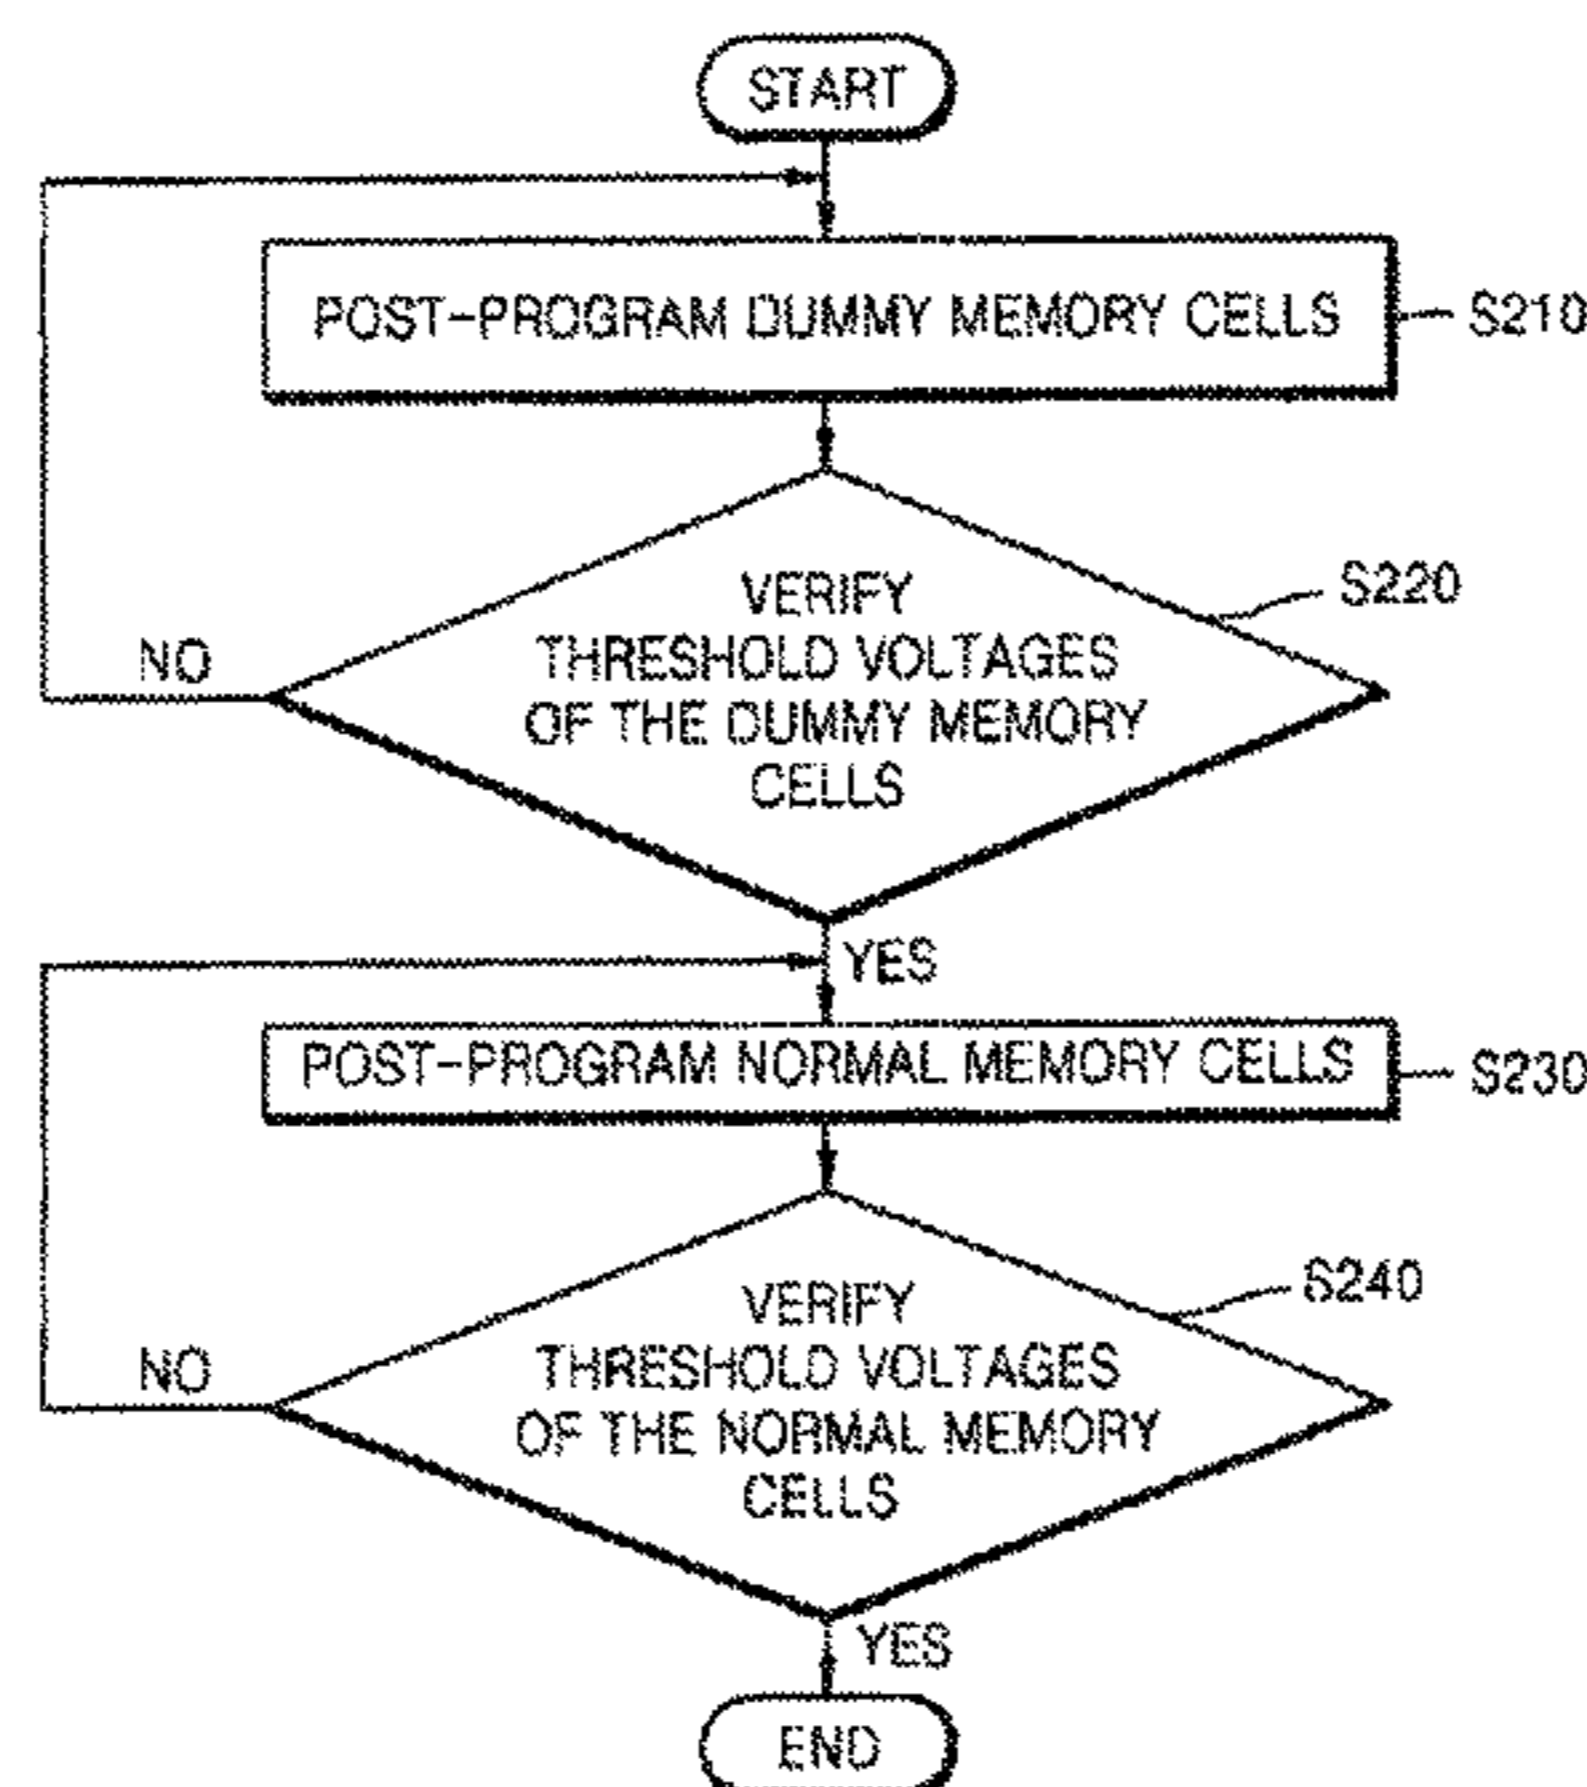 START
POST-PROGRAM DUMMY MEMORY CELLS
S210
VERIFY
THRESHOLD VOLTAGES
OF THE DUMMY MEMORY
CELLS
S220
NO
YES
POST-PROGRAM NORMAL MEMORY CELLS
S230
VERIFY
THRESHOLD VOLTAGES
OF THE NORMAL MEMORY
CELLS
S240
NO
YES
END